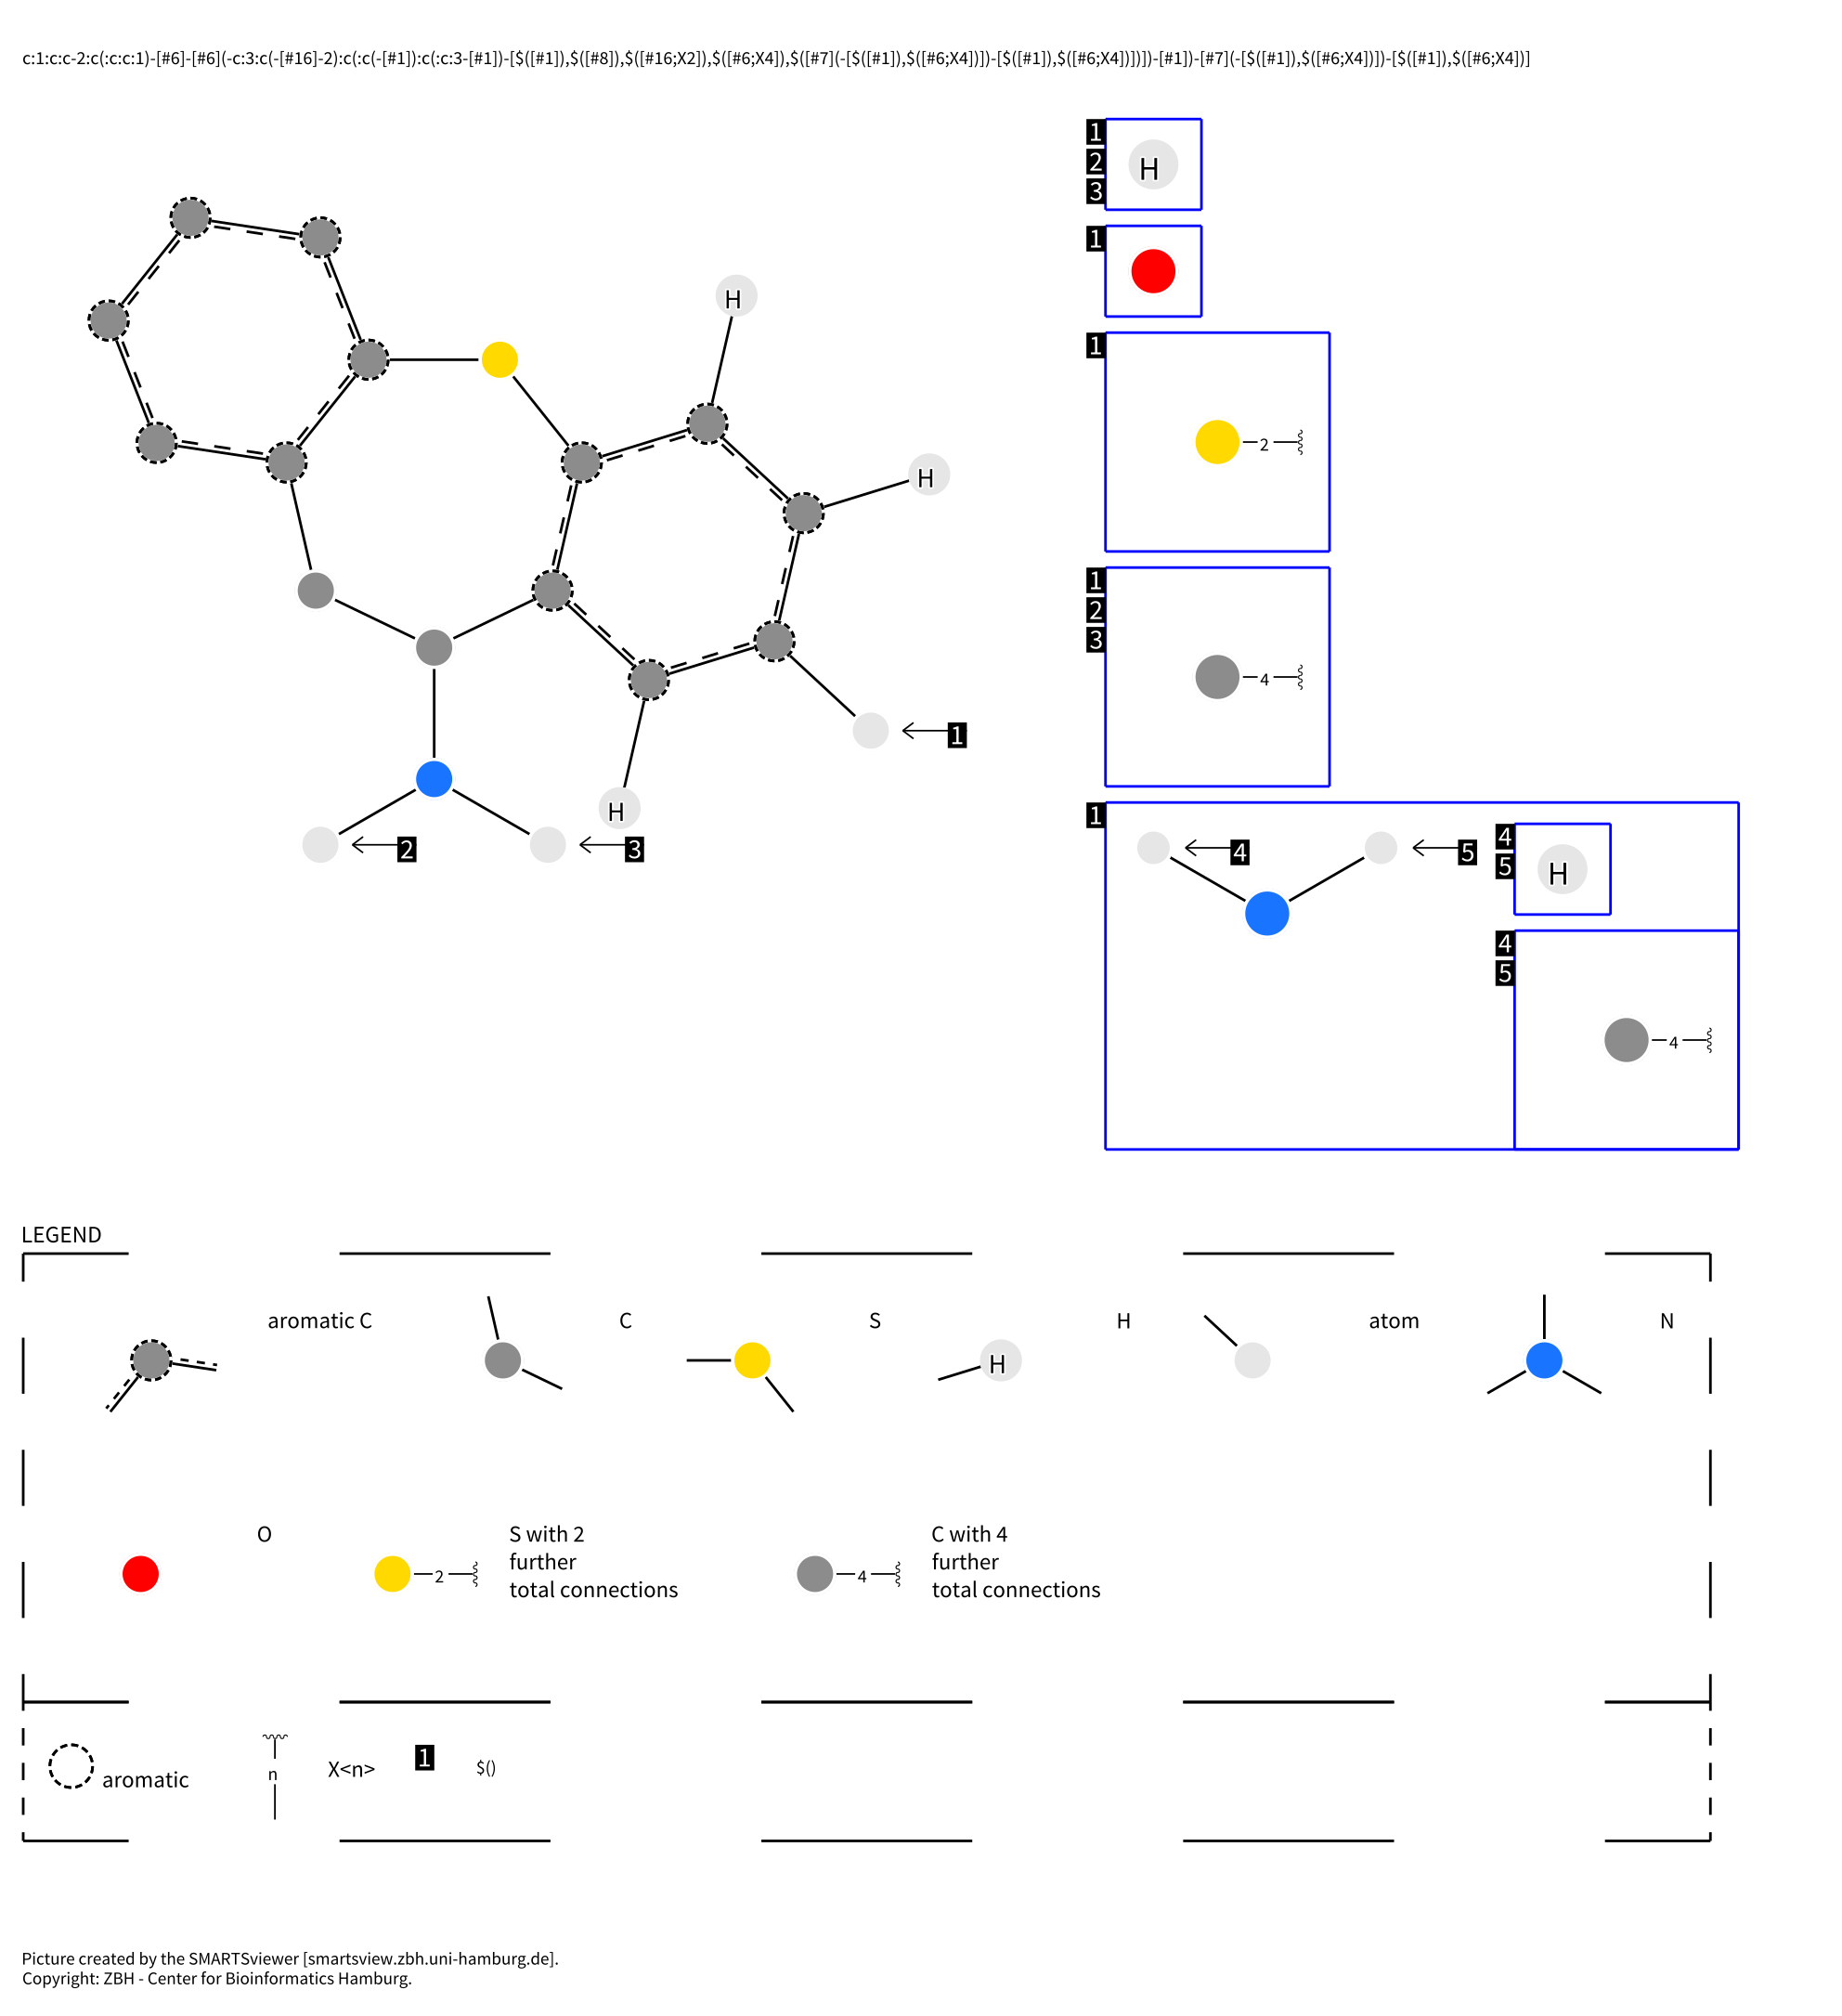 c:1:c:c-2:c(:c:c:1)-[#6]-[#6](-c:3:c(-[#16]-2):c(:c(-[#1]):c(:c:3-[#1])-[$([#1]),$([#8]),$([#16;X2]),$([#6;X4]),$([#7](-[$([#1]),$([#6;X4])])-[$([#1]),$([#6;X4])])])-[#1])-[#7](-[$([#1]),$([#6;X4])])-[$([#1]),$([#6;X4])]
1
H
2
3
1
H
1
H
2
1
1
2
4
3
H
2
3
1
4
5
4
H
5
4
5
4
LEGEND
aromatic C
C
S
H
H
atom
N
O
2
S with 2
further
total connections
4
C with 4
further
total connections
aromatic
n
X<n>
1
$()
Picture created by the SMARTSviewer [smartsview.zbh.uni-hamburg.de].
Copyright: ZBH - Center for Bioinformatics Hamburg.